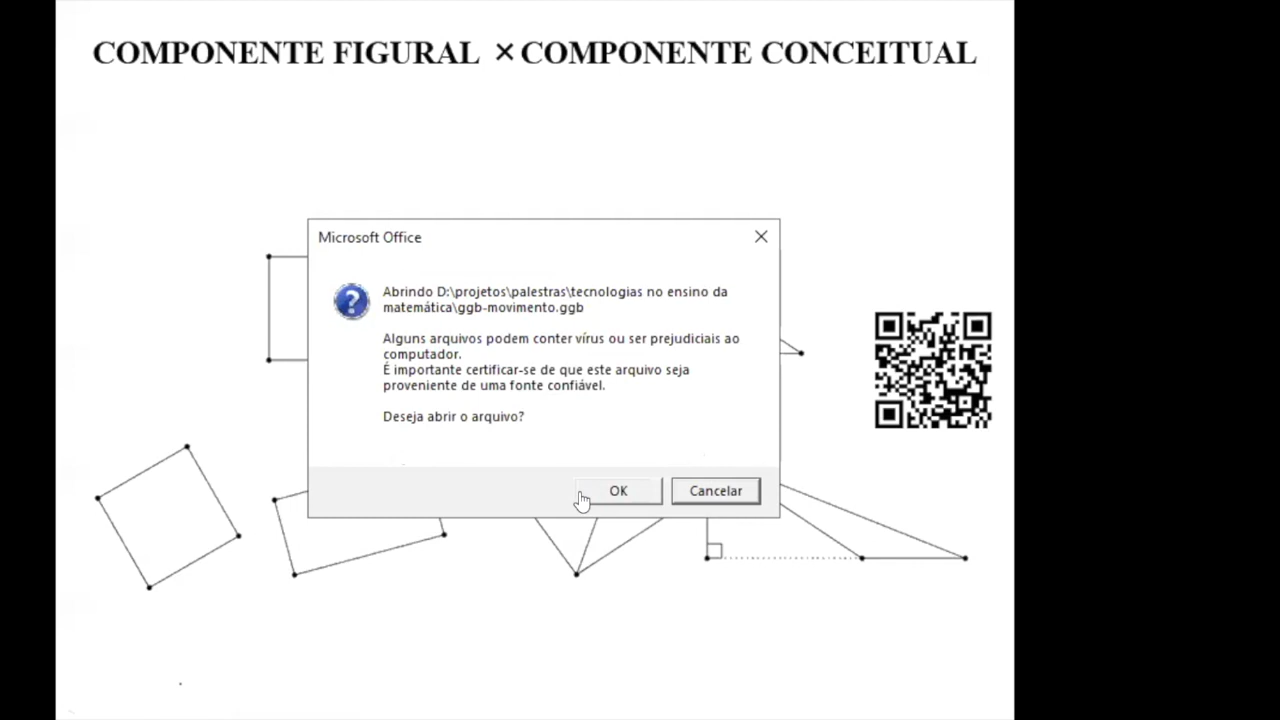 COMPONENTE FIGURAL × COMPONENTE CONCEITUAL
Microsoft Office
Abrindo D:\projetos\palestras\tecnologias no ensino da
matemática\ggb-movimento.ggb
Alguns arquivos podem conter vírus ou ser prejudiciais ao
computador.
É importante certificar-se de que este arquivo seja
proveniente de uma fonte confiável.
Deseja abrir o arquivo?
OK
Cancelar